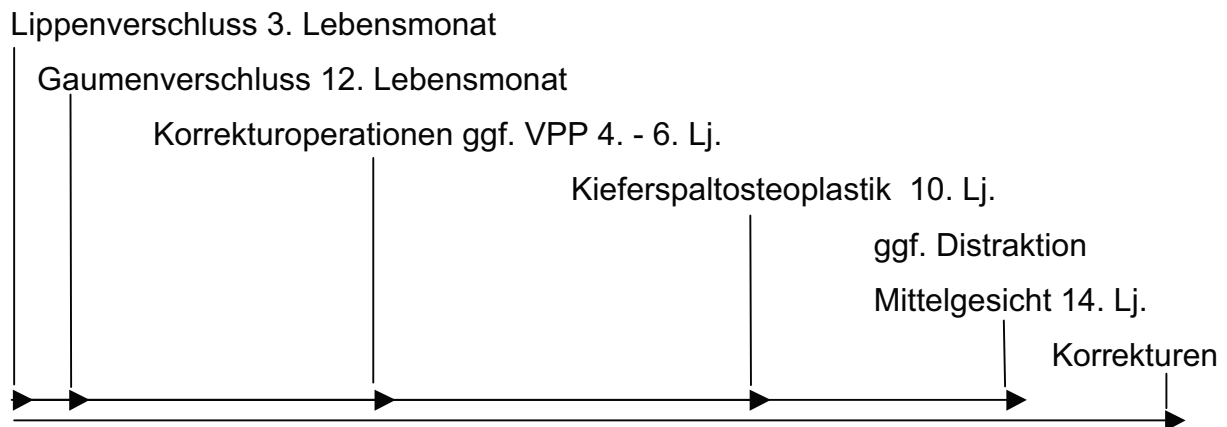 Lippenverschluss 3. Lebensmonat
Gaumenverschluss 12. Lebensmonat
Korrekturoperationen ggf. VPP 4. - 6. Lj.
Kieferspaltosteoplastik 10. Lj.
ggf. Distraktion
Mittelgesicht 14. Lj.
Korrekturen